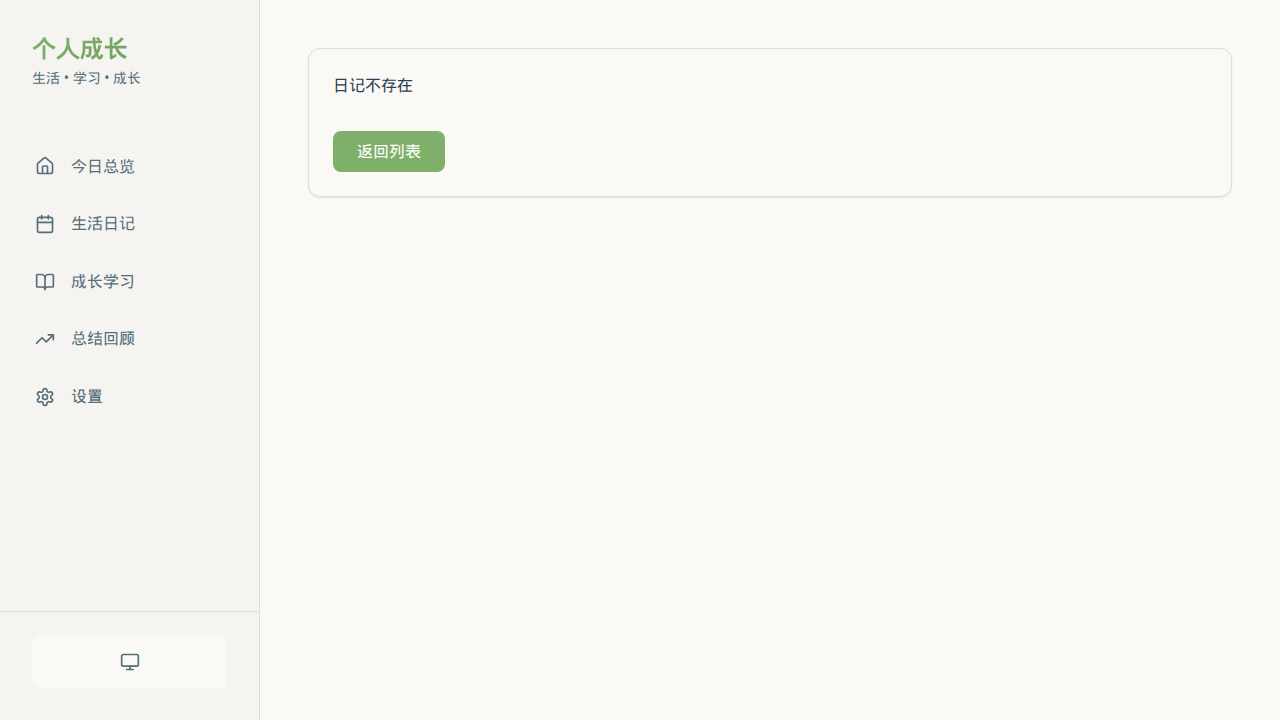 个人成长
生活 • 学习 • 成长
今日总览
生活日记
成长学习
总结回顾
设置
日记不存在
返回列表